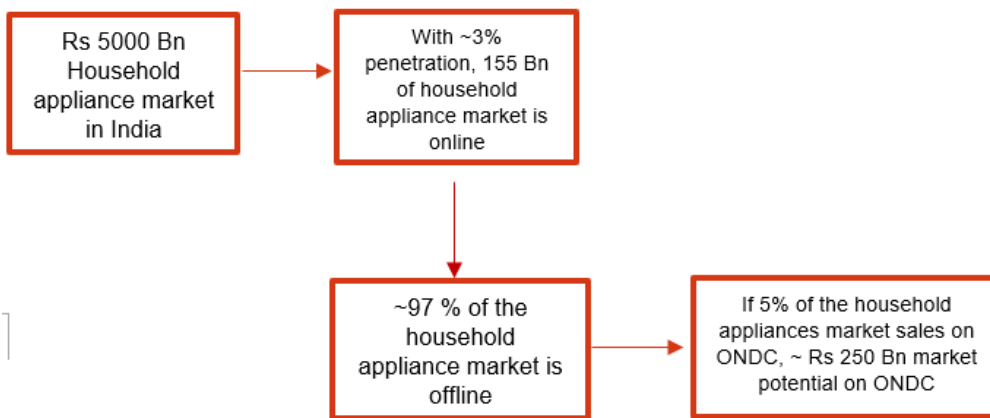 Rs 5000 Bn
Household
appliance market
in India
With ~3%
penetration, 155 Bn
of household
appliance market is
online
~97 % of the
household
appliance market is
offline
If 5% of the household
appliances market sales on
ONDC, ~ Rs 250 Bn market
potential on ONDC